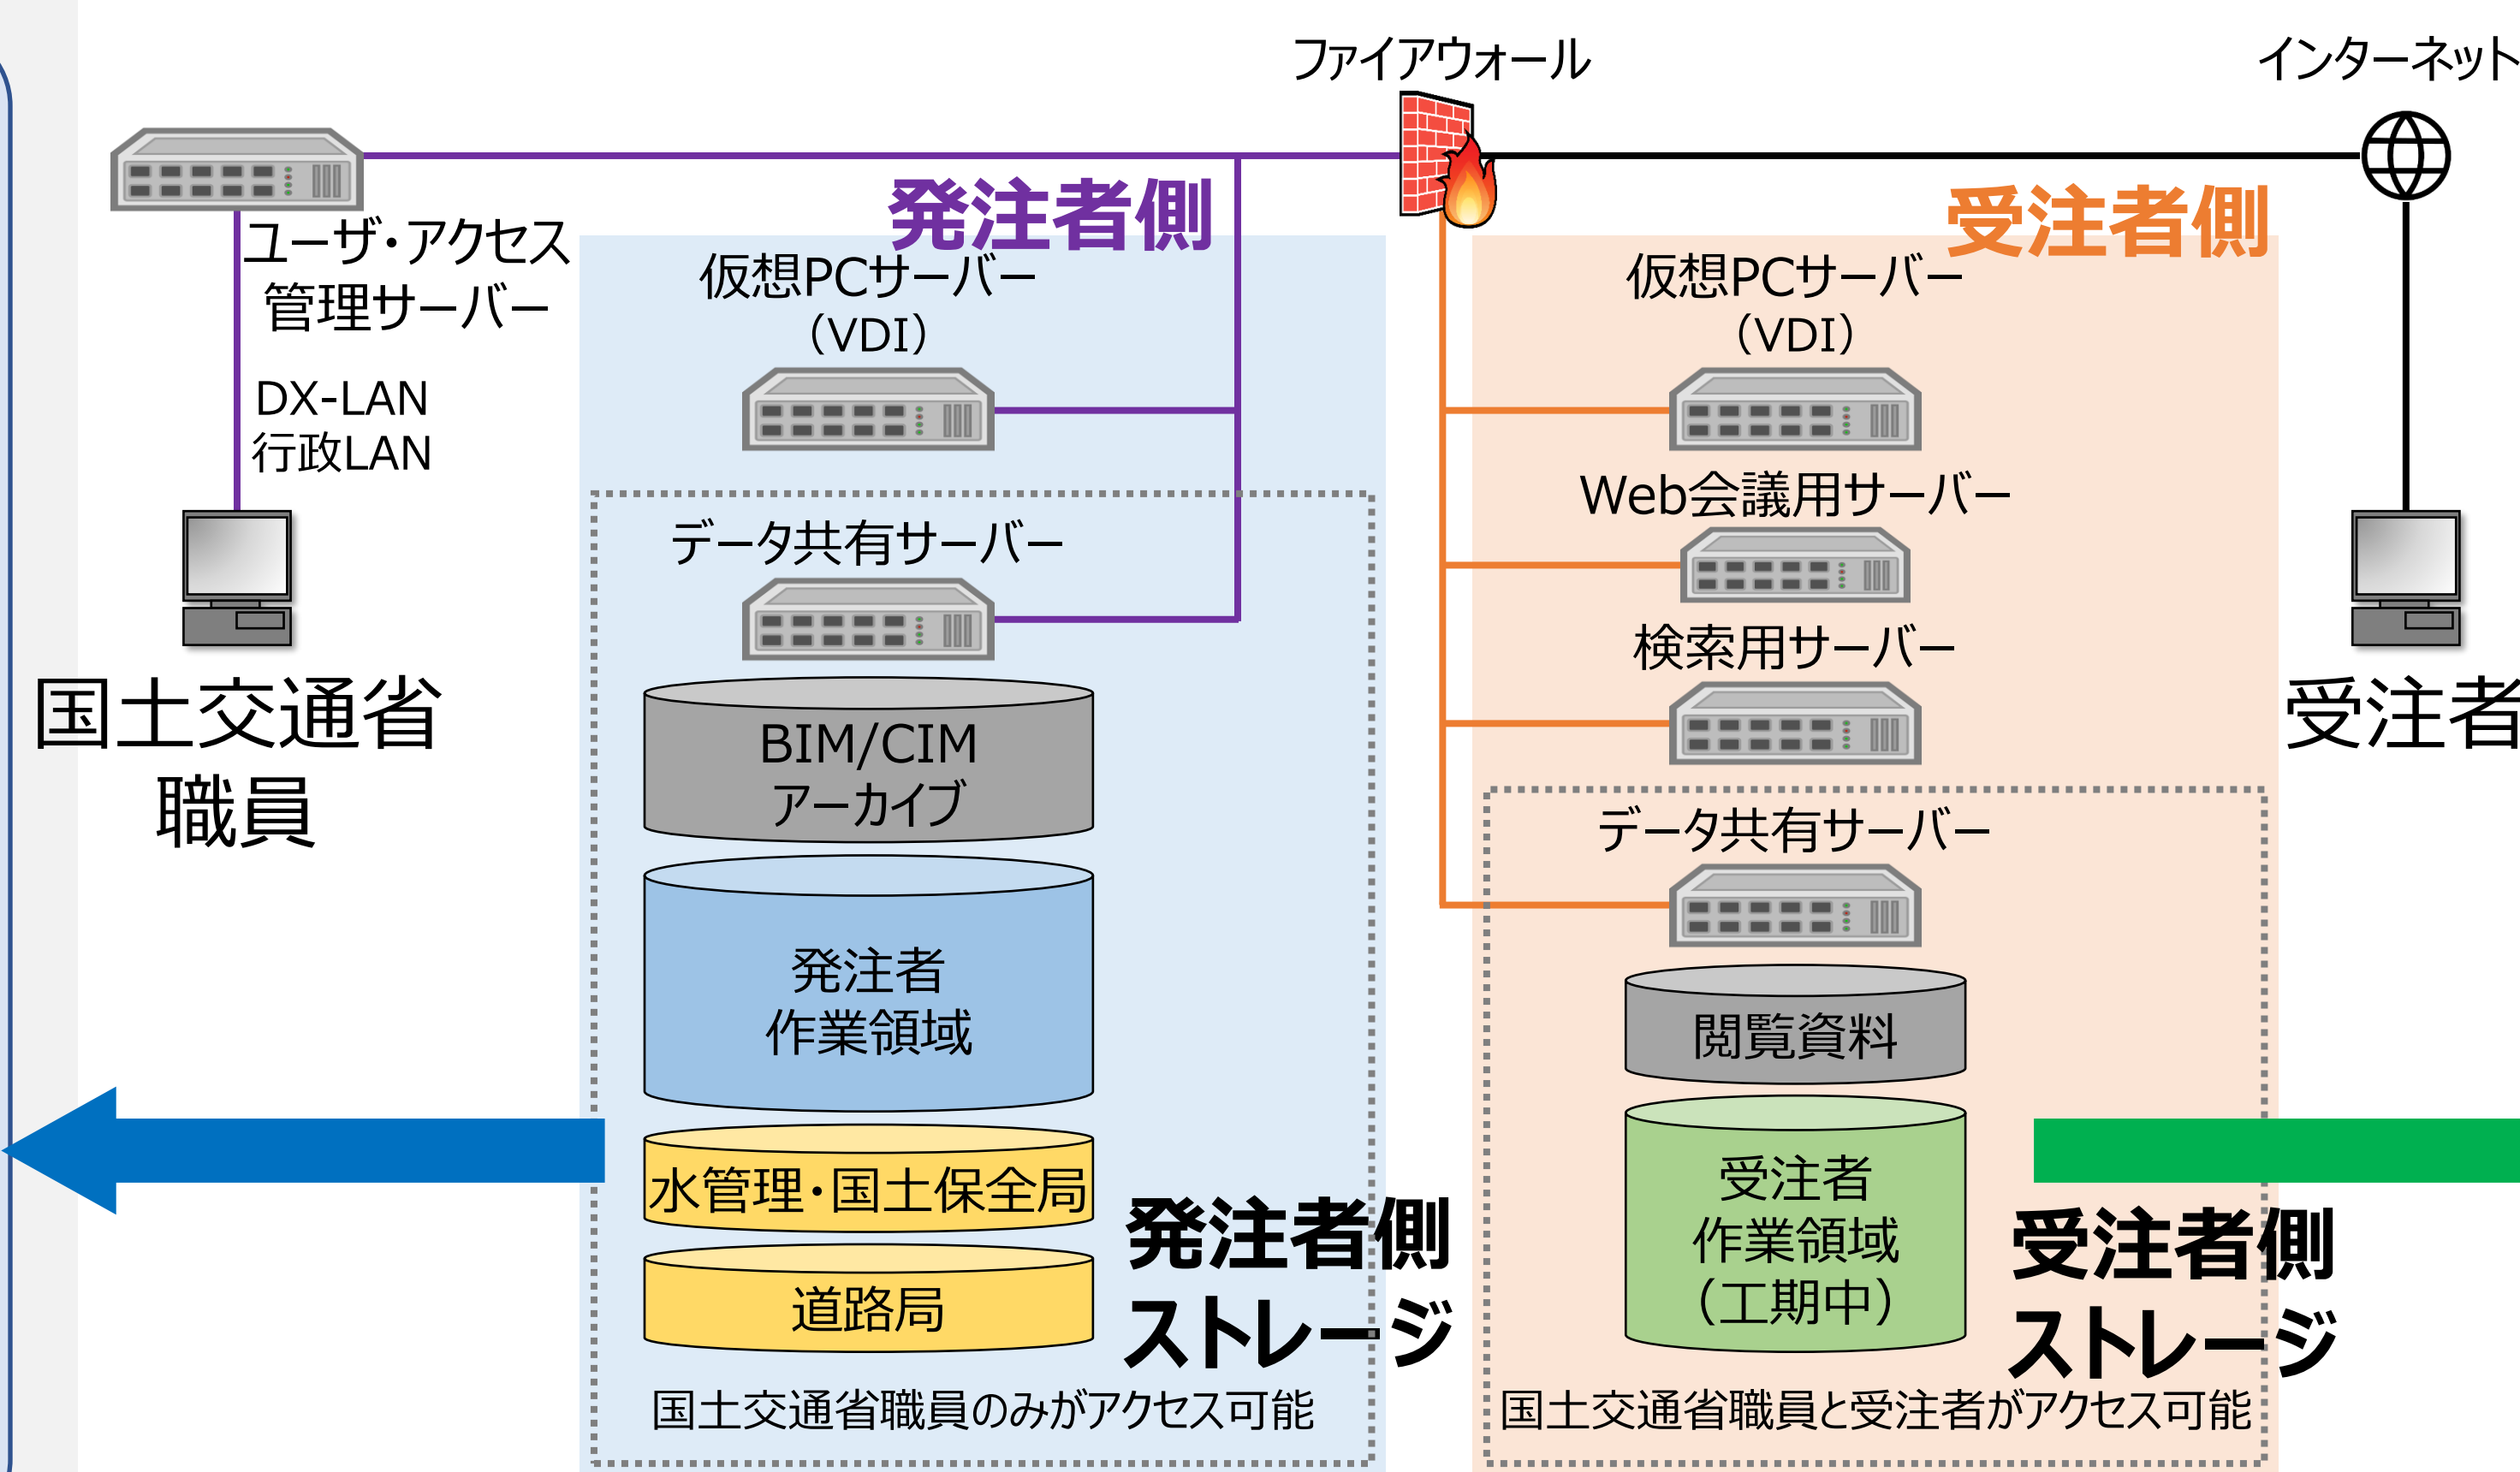 ファイアウォール
インターネット
発注者側
受注者側
ユーザ・アクセス
管理サーバー
DX-LAN
行政LAN
国土交通省
職員
仮想PCサーバー
（VDI）
データ共有サーバー
BIM/CIM
アーカイブ
発注者
作業領域
水管理・国土保全局
道路局
発注者側
ストレージ
国土交通省職員のみがアクセス可能
仮想PCサーバー
（VDI）
Web会議用サーバー
検索用サーバー
データ共有サーバー
閲覧資料
受注者
作業領域
（工期中）
受注者側
ストレージ
国土交通省職員と受注者がアクセス可能
受注者